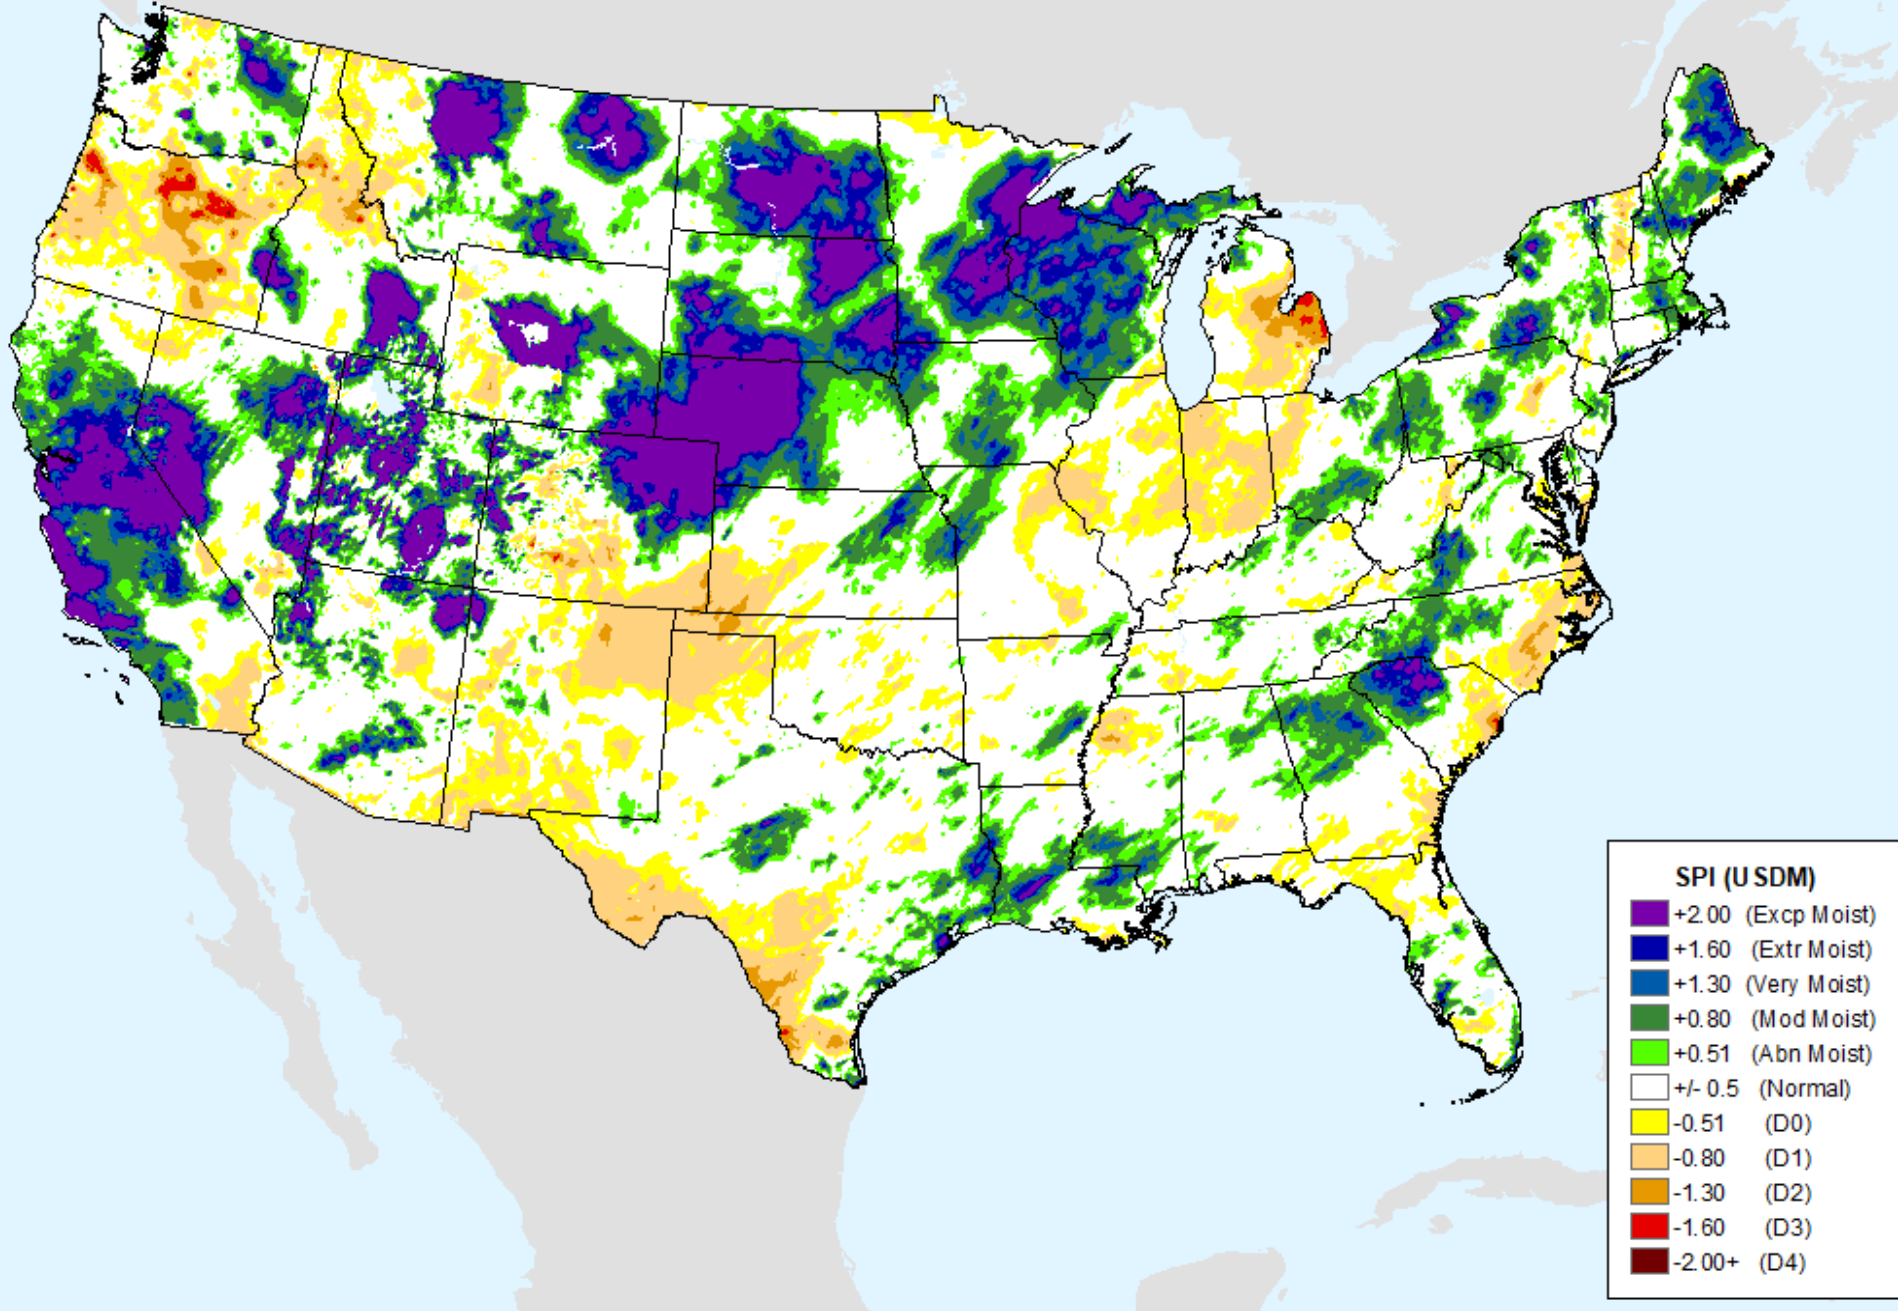 SPI (USDM)
+2.00 (Excp Moist)
+1.60 (Extr Moist)
+1.30 (Very Moist)
+0.80 (Mod Moist)
+0.51 (Abn Moist)
+/- 0.5 (Normal)
-0.51 (D0)
-0.80 (D1)
-1.30 (D2)
-1.60 (D3)
-2.00+ (D4)